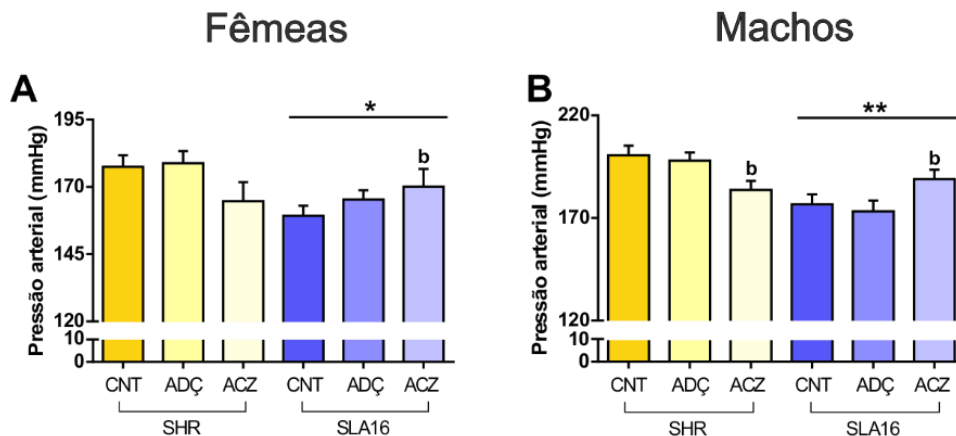 Fêmeas
Machos
A
Pressão arterial (mmHg)
195
170
145
120
10
0
*
b
CNT ADÇ ACZ CNT ADÇ ACZ
SHR SLA16
B
Pressão arterial (mmHg)
220
170
120
10
0
**
b
b
CNT ADÇ ACZ CNT ADÇ ACZ
SHR SLA16